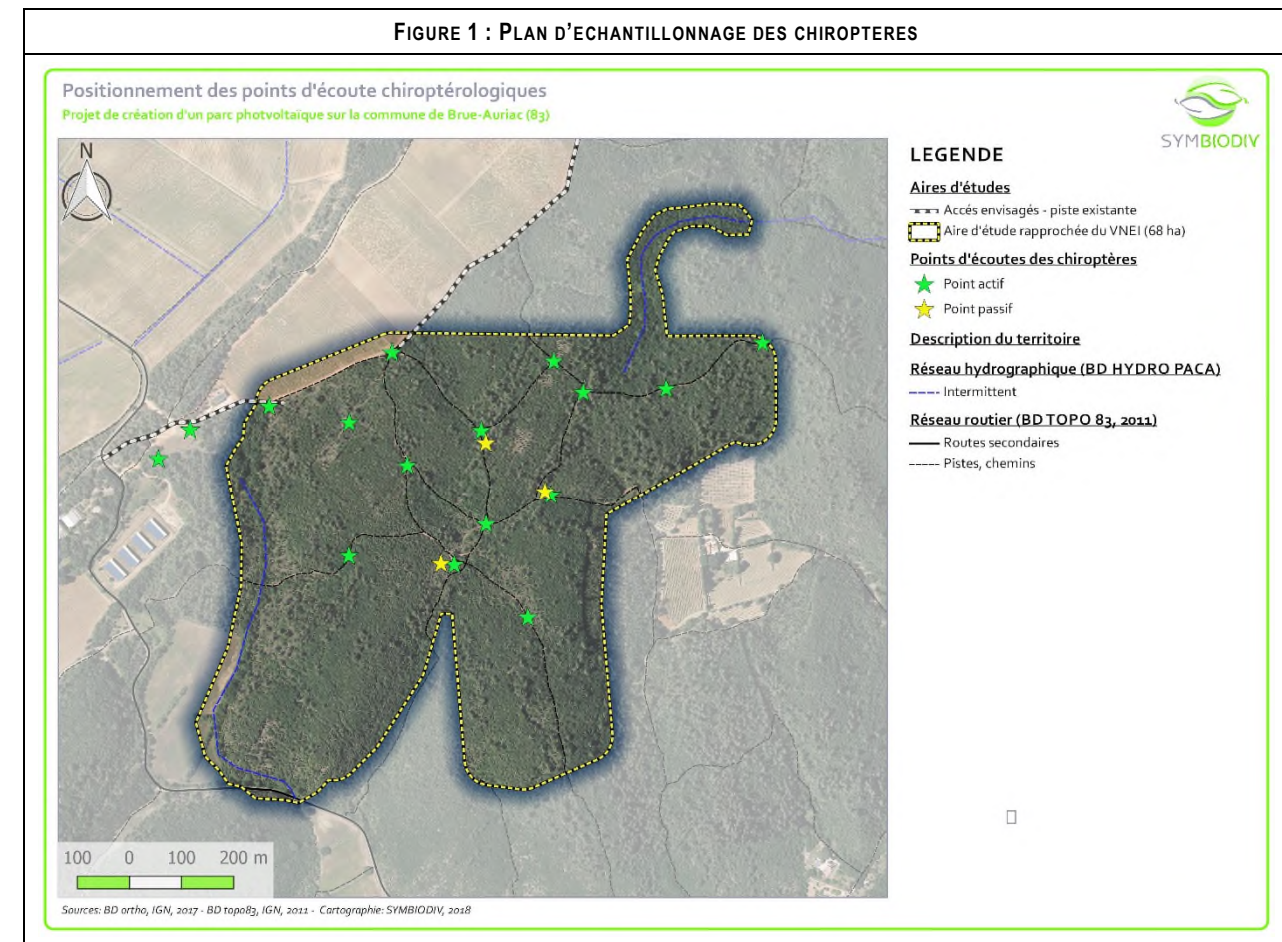 FIGURE 1 : PLAN D'ECHANTILLONNAGE DES CHIROPTERES
Positionnement des points d'écoute chiroptérologiques
Projet de création d'un parc photvoltaïque sur la commune de Brue-Auriac (83)
SYMBIODIV
N
LEGENDE
Aires d'études
Accés envisagés - piste existante
Aire d'étude rapprochée du VNEI (68 ha)
Points d'écoutes des chiroptères
Point actif
Point passif
Description du territoire
Réseau hydrographique (BD HYDRO PACA)
Intermittent
Réseau routier (BD TOPO 83, 2011)
Routes secondaires
Pistes, chemins
100 0 100 200 m
Sources: BD ortho, IGN, 2017 - BD topo83, IGN, 2011 - Cartographie: SYMBIODIV, 2018